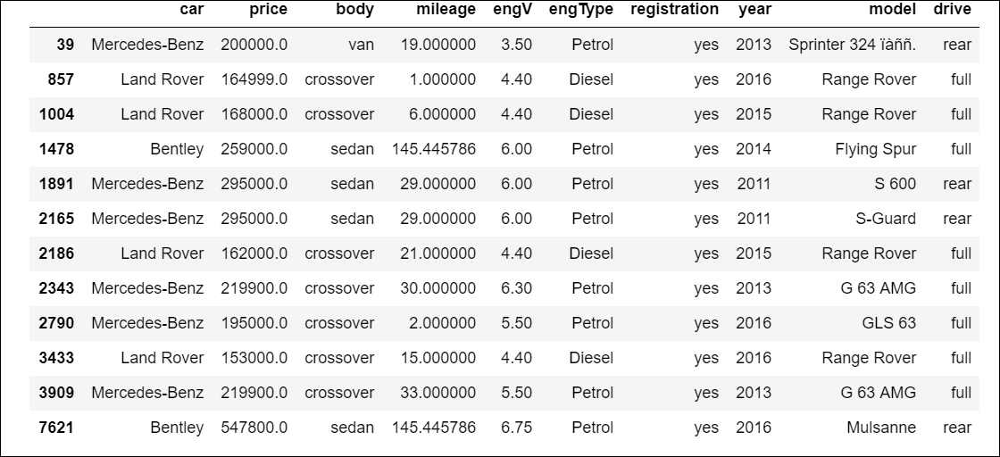 car price body mileage engV engType registration year model drive
39 Mercedes-Benz 200000.0 van 19.000000 3.50 Petrol yes 2013 Sprinter 324 ïàññ. rear
857 Land Rover 164999.0 crossover 1.000000 4.40 Diesel yes 2016 Range Rover full
1004 Land Rover 168000.0 crossover 6.000000 4.40 Diesel yes 2015 Range Rover full
1478 Bentley 259000.0 sedan 145.445786 6.00 Petrol yes 2014 Flying Spur full
1891 Mercedes-Benz 295000.0 sedan 29.000000 6.00 Petrol yes 2011 S 600 rear
2165 Mercedes-Benz 295000.0 sedan 29.000000 6.00 Petrol yes 2011 S-Guard rear
2186 Land Rover 162000.0 crossover 21.000000 4.40 Diesel yes 2015 Range Rover full
2343 Mercedes-Benz 219900.0 crossover 30.000000 6.30 Petrol yes 2013 G 63 AMG full
2790 Mercedes-Benz 195000.0 crossover 2.000000 5.50 Petrol yes 2016 GLS 63 full
3433 Land Rover 153000.0 crossover 15.000000 4.40 Diesel yes 2016 Range Rover full
3909 Mercedes-Benz 219900.0 crossover 33.000000 5.50 Petrol yes 2013 G 63 AMG full
7621 Bentley 547800.0 sedan 145.445786 6.75 Petrol yes 2016 Mulsanne rear